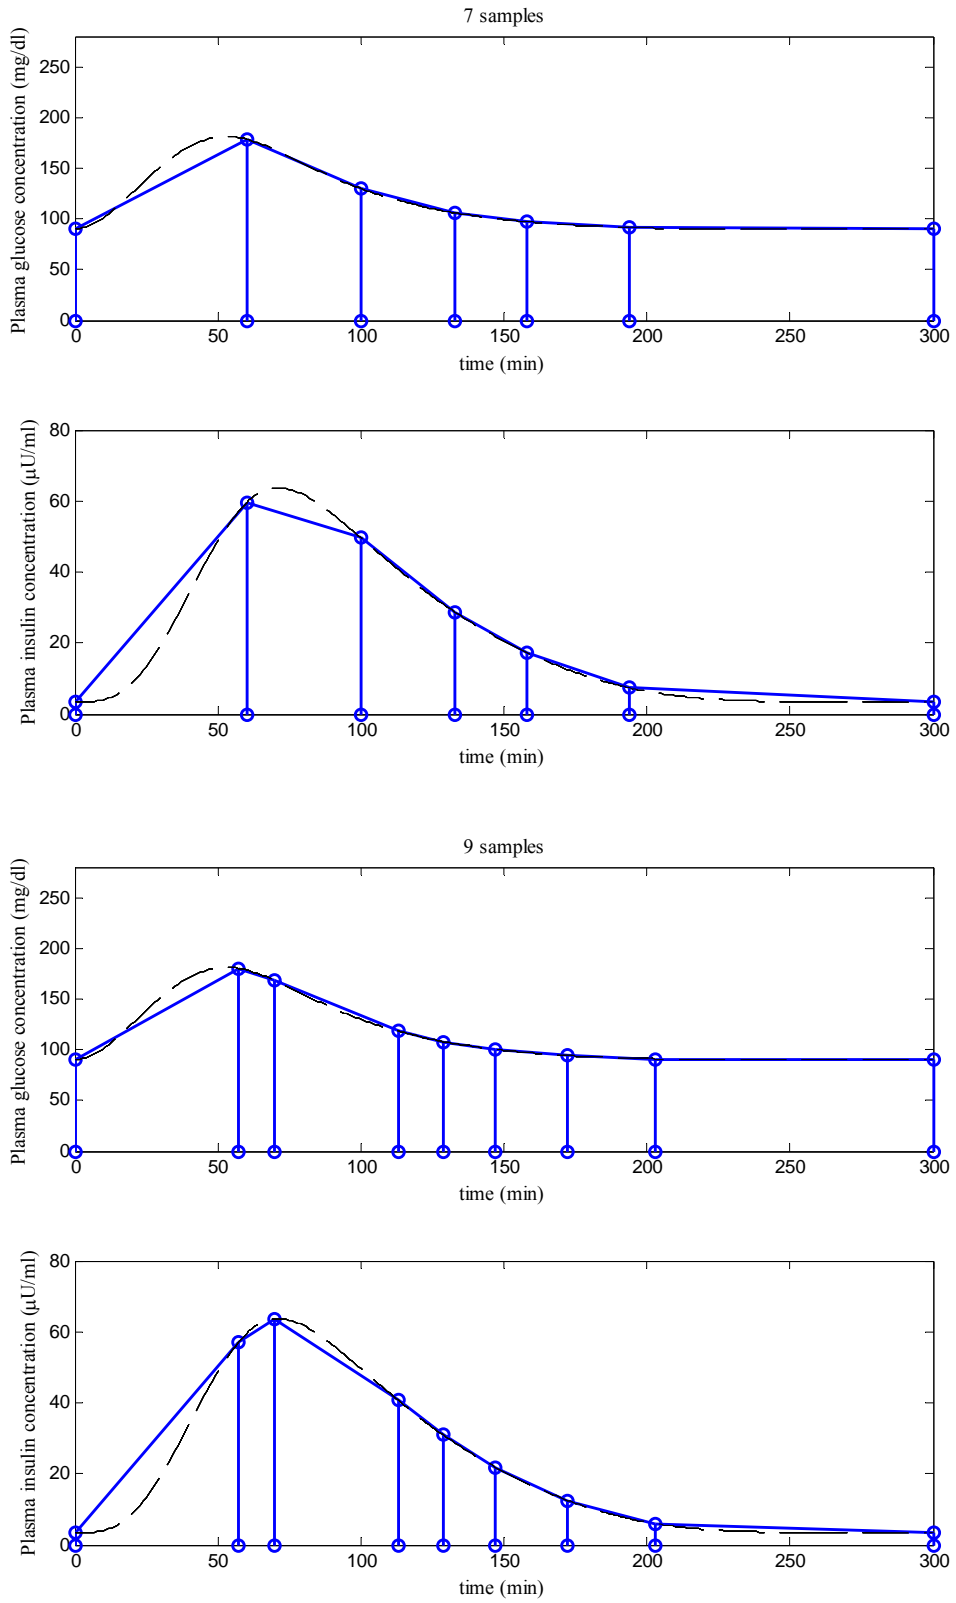 7 samples
Plasma glucose concentration (mg/dl)
250
200
150
100
50
0
0 50 100 150 200 250 300
time (min)
Plasma insulin concentration (μU/ml)
80
60
40
20
0
0 50 100 150 200 250 300
time (min)
9 samples
Plasma glucose concentration (mg/dl)
250
200
150
100
50
0
0 50 100 150 200 250 300
time (min)
Plasma insulin concentration (μU/ml)
80
60
40
20
0
0 50 100 150 200 250 300
time (min)